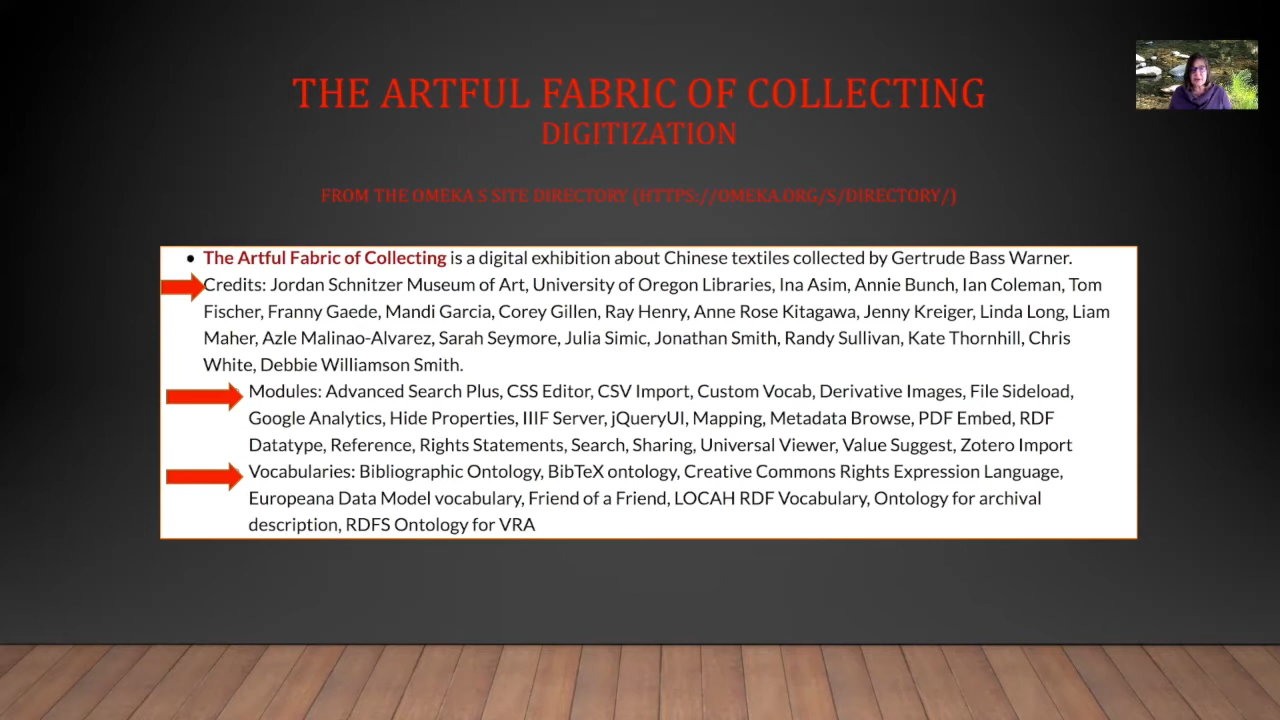 THE ARTFUL FABRIC OF COLLECTING
DIGITIZATION
FROM THE OMEKA S SITE DIRECTORY (HTTPS://OMEKA.ORG/S/DIRECTORY/)
• The Artful Fabric of Collecting is a digital exhibition about Chinese textiles collected by Gertrude Bass Warner.
Credits: Jordan Schnitzer Museum of Art, University of Oregon Libraries, Ina Asim, Annie Bunch, Ian Coleman, Tom
Fischer, Franny Gaede, Mandi Garcia, Corey Gillen, Ray Henry, Anne Rose Kitagawa, Jenny Kreiger, Linda Long, Liam
Maher, Azle Malinao-Alvarez, Sarah Seymore, Julia Simic, Jonathan Smith, Randy Sullivan, Kate Thornhill, Chris
White, Debbie Williamson Smith.
Modules: Advanced Search Plus, CSS Editor, CSV Import, Custom Vocab, Derivative Images, File Sideload,
Google Analytics, Hide Properties, IIIF Server, jQueryUI, Mapping, Metadata Browse, PDF Embed, RDF
Datatype, Reference, Rights Statements, Search, Sharing, Universal Viewer, Value Suggest, Zotero Import
Vocabularies: Bibliographic Ontology, BibTeX ontology, Creative Commons Rights Expression Language,
Europeana Data Model vocabulary, Friend of a Friend, LOCAH RDF Vocabulary, Ontology for archival
description, RDFS Ontology for VRA